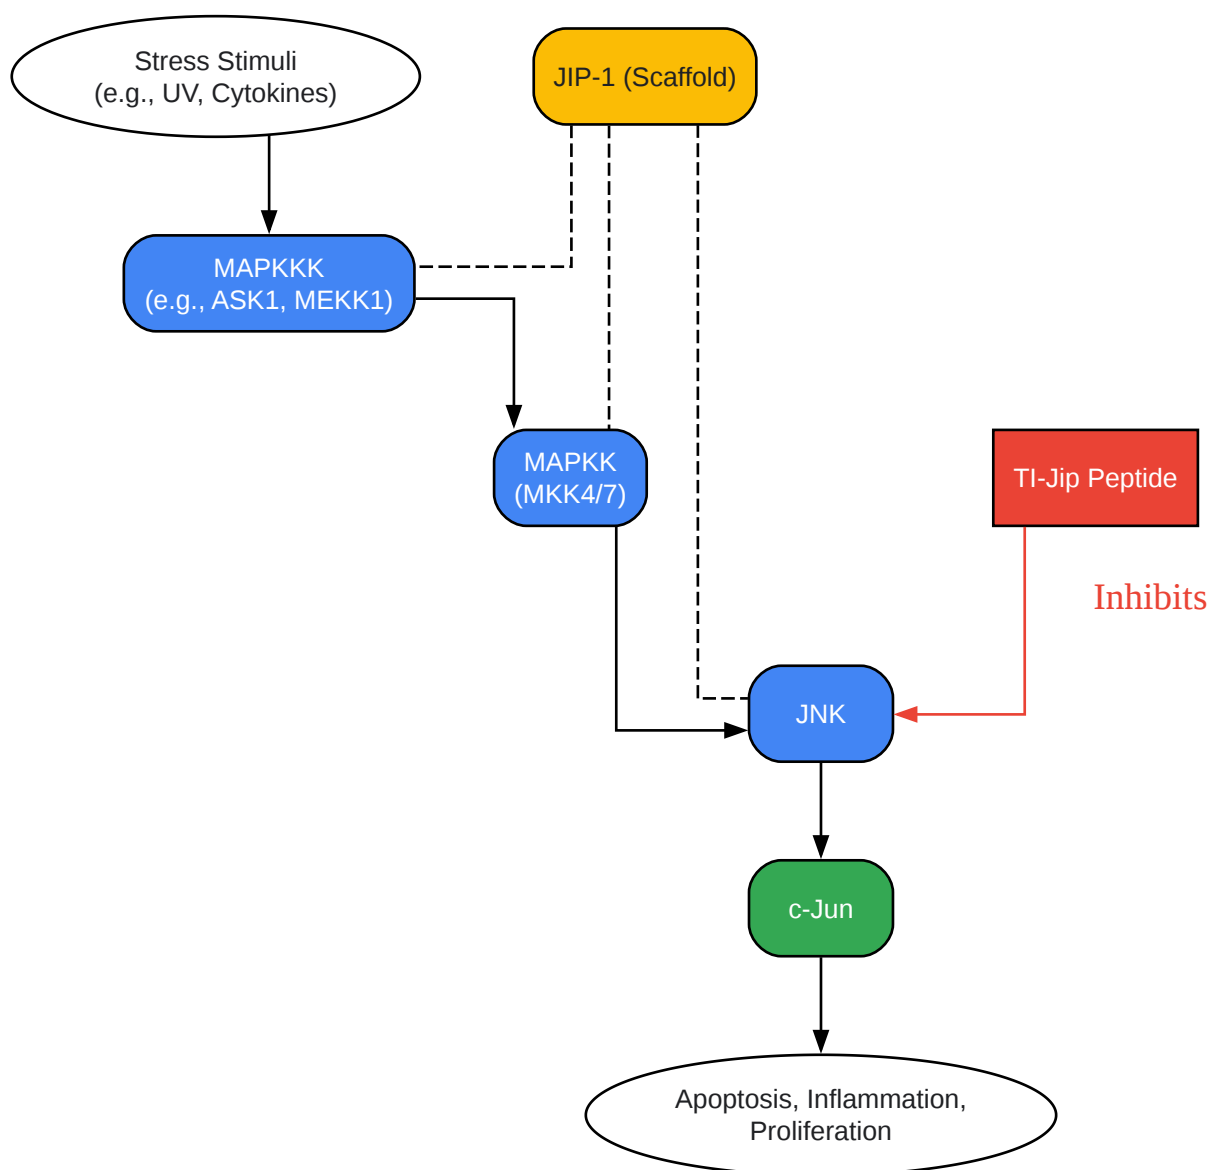 Stress Stimuli
(e.g., UV, Cytokines)
JIP-1 (Scaffold)
MAPKKK
(e.g., ASK1, MEKK1)
MAPKK
(MKK4/7)
TI-Jip Peptide
Inhibits
JNK
c-Jun
Apoptosis, Inflammation,
Proliferation